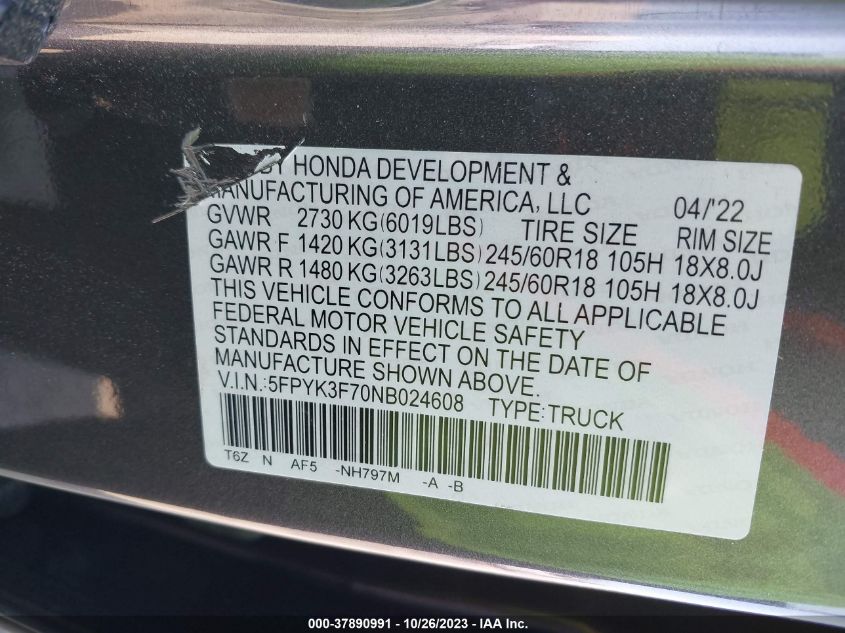 BY HONDA DEVELOPMENT &
MANUFACTURING OF AMERICA, LLC 04/'22
GVWR 2730 KG(6019LBS) TIRE SIZE RIM SIZE
GAWR F 1420 KG(3131LBS) 245/60R18 105H 18X8.0J
GAWR R 1480 KG(3263LBS) 245/60R18 105H 18X8.0J
THIS VEHICLE CONFORMS TO ALL APPLICABLE
FEDERAL MOTOR VEHICLE SAFETY
STANDARDS IN EFFECT ON THE DATE OF
MANUFACTURE SHOWN ABOVE.
V.I.N.:5FPYK3F70NB024608 TYPE:TRUCK
T6Z N AF5 -NH797M -A -B
000-37890991 - 10/26/2023 - © IAA, Inc.